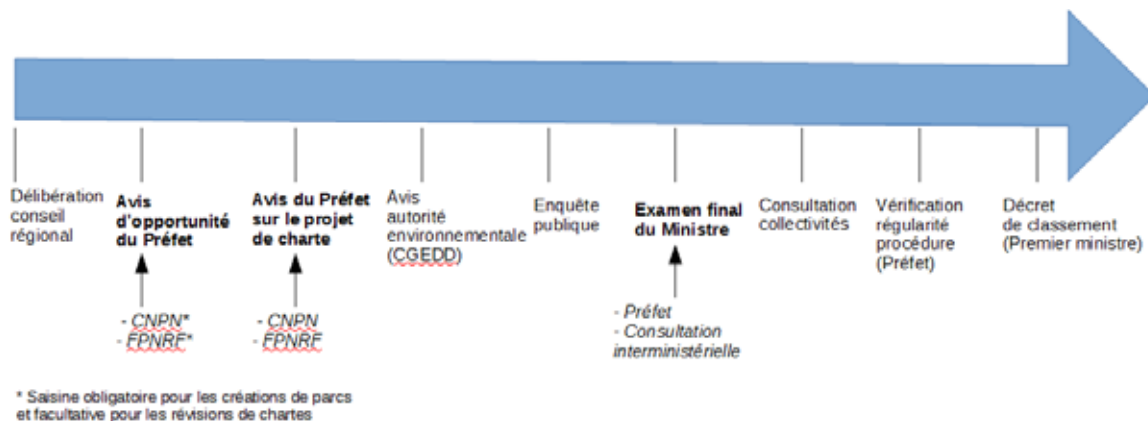 Délibération
conseil
régional
Avis
d'opportunité
du Préfet
Avis du Préfet
sur le projet
de charte
Avis
autorité
environnementale
(CGEDD)
Enquête
publique
Examen final
du Ministre
Consultation
collectivités
Vérification
régularité
procédure
(Préfet)
Décret
de classement
(Premier ministre)
- CNPN*
- FPNRF*
- CNPN
- FPNRF
- Préfet
- Consultation
interministérielle
* Saisine obligatoire pour les créations de parcs
et facultative pour les révisions de chartes